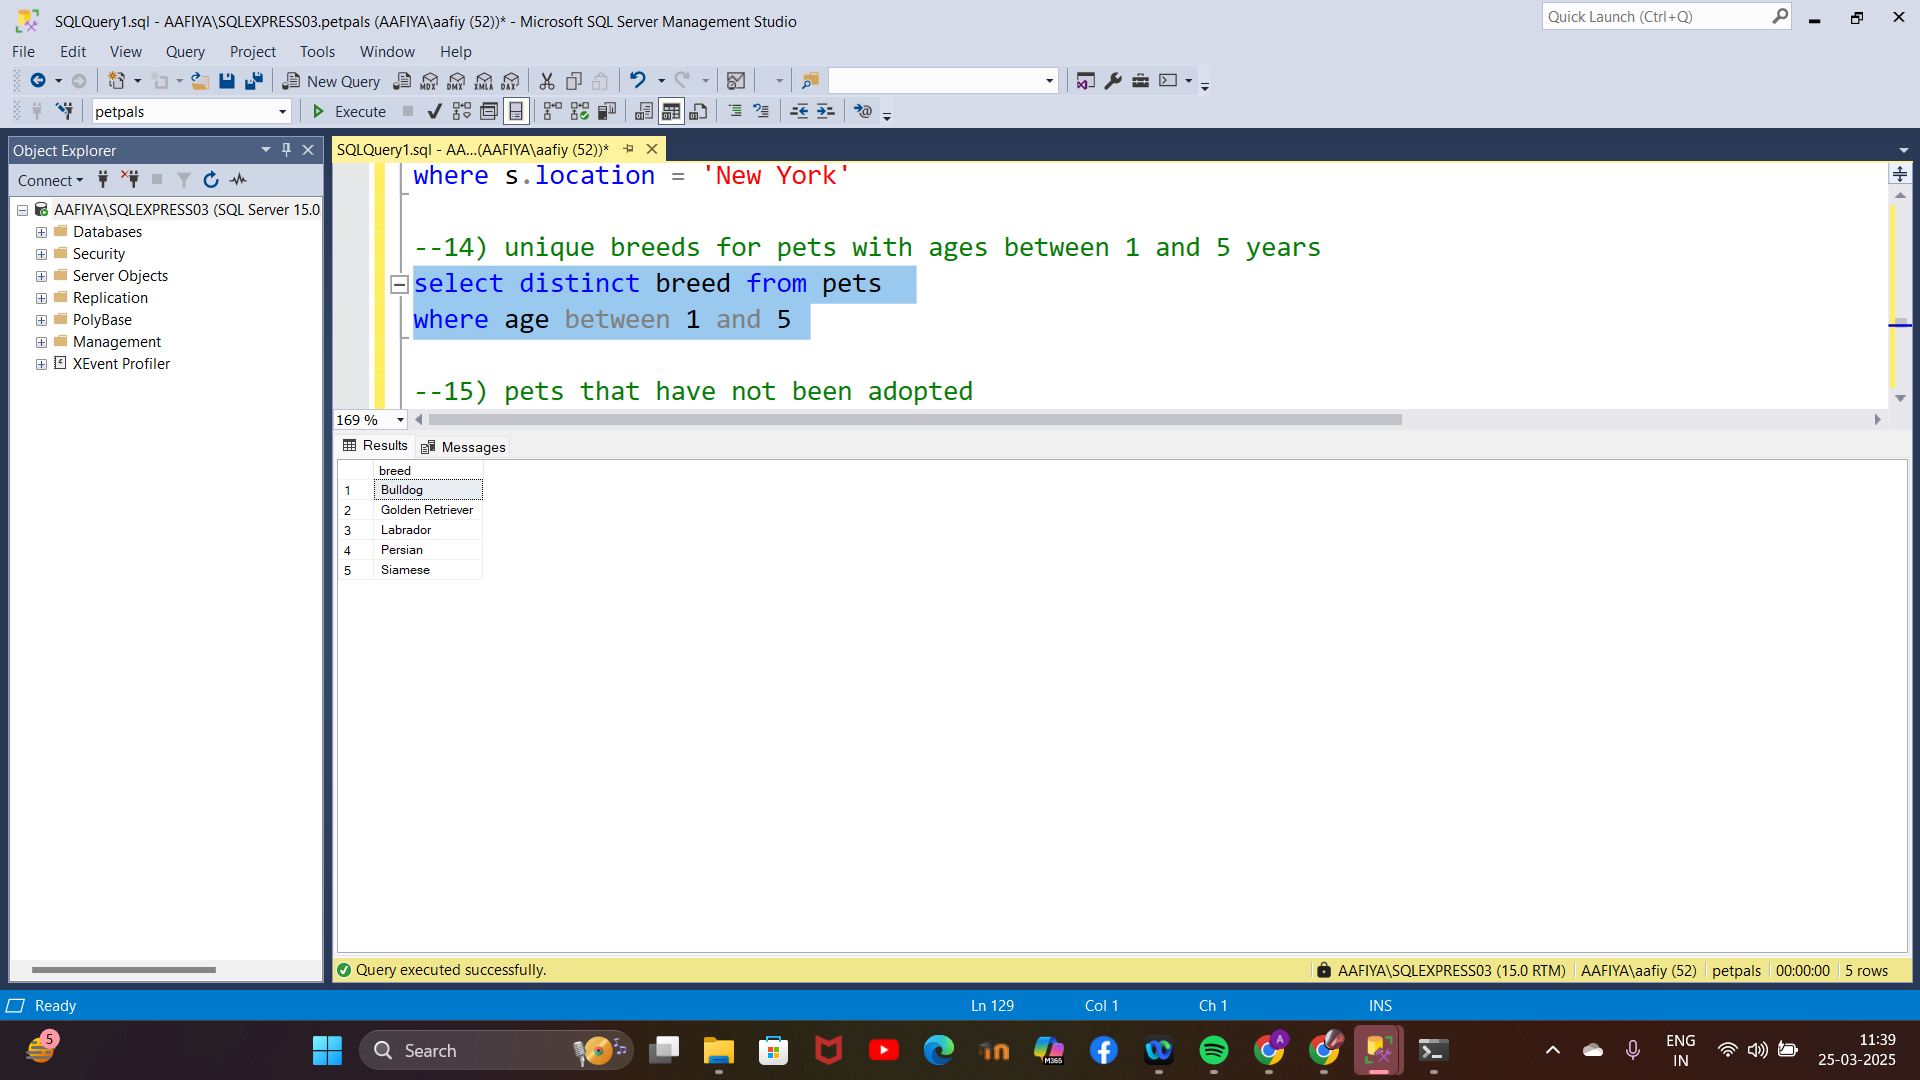 SQLQuery1.sql - AAFIYA\SQLEXPRESS03.petpals (AAFIYA\aafiy (52))* - Microsoft SQL Server Management Studio
Quick Launch (Ctrl+Q)
File Edit View Query Project Tools Window Help
New Query MDX DMX XMLA DAX
petpals Execute
Object Explorer
Connect
AAFIYA\SQLEXPRESS03 (SQL Server 15.0
Databases
Security
Server Objects
Replication
PolyBase
Management
XEvent Profiler
SQLQuery1.sql - AA...(AAFIYA\aafiy (52))*
where s.location = 'New York'
--14) unique breeds for pets with ages between 1 and 5 years
select distinct breed from pets
where age between 1 and 5
--15) pets that have not been adopted
169 %
Results Messages
breed
1 Bulldog
2 Golden Retriever
3 Labrador
4 Persian
5 Siamese
Query executed successfully.
AAFIYA\SQLEXPRESS03 (15.0 RTM) AAFIYA\aafiy (52) petpals 00:00:00 5 rows
Ready Ln 129 Col 1 Ch 1 INS
5
Search
M365
A
ENG
IN
11:39
25-03-2025